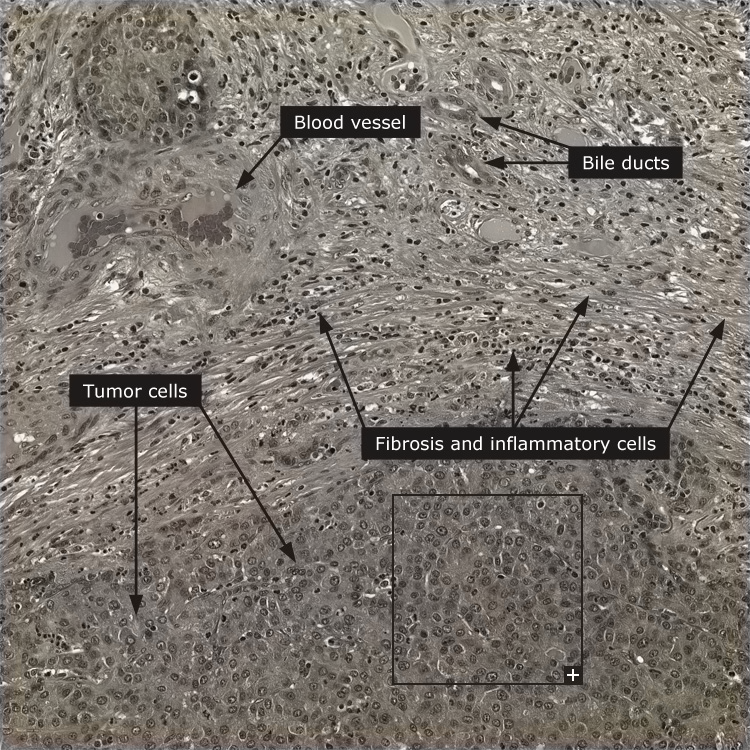 Blood vessel
Bile ducts
Tumor cells
Fibrosis and inflammatory cells
+